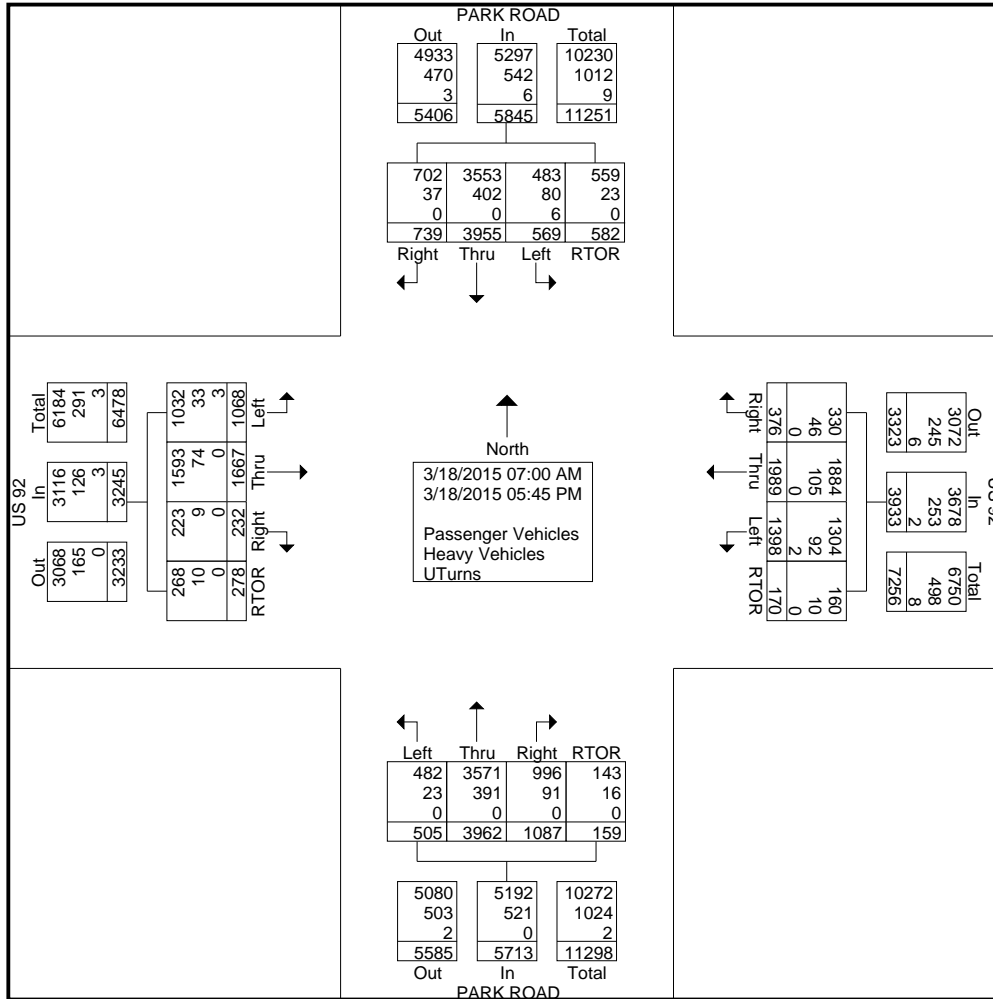 PARK ROAD
Out In Total
4933 5297 10230
470 542 1012
3 6 9
5406 5845 11251
702 3553 483 559
37 402 80 23
0 0 6 0
739 3955 569 582
Right Thru Left RTOR
US 92
Total In Out
6184 3116 3068
291 126 165
3 3 0
6478 3245 3233
1032 1593 223 268
33 74 9 10
3 0 0 0
1068 1667 232 278
Left Thru Right RTOR
North
3/18/2015 07:00 AM
3/18/2015 05:45 PM
Passenger Vehicles
Heavy Vehicles
UTurns
Right Thru Left RTOR
330 1884 1304 160
46 105 92 10
0 0 2 0
376 1989 1398 170
Out In Total
3072 3678 6750
245 253 498
6 2 8
3323 3933 7256
Left Thru Right RTOR
482 3571 996 143
23 391 91 16
0 0 0 0
505 3962 1087 159
5080 5192 10272
503 521 1024
2 0 2
5585 5713 11298
Out In Total
PARK ROAD